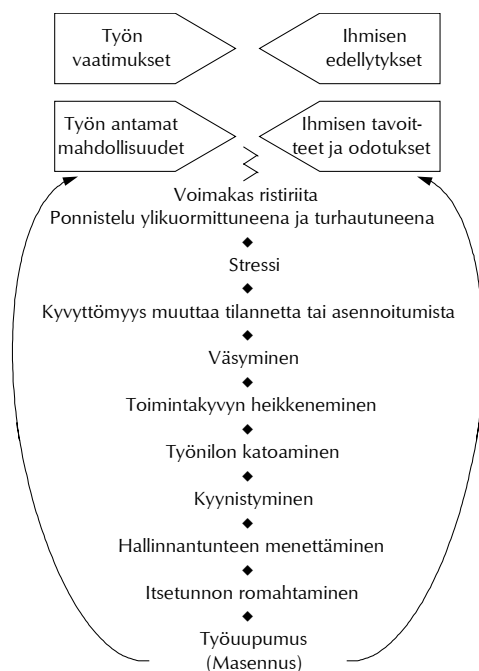 Työn
vaatimukset
Ihmisen
edellytykset
Työn antamat
mahdollisuudet
Ihmisen tavoit-
teet ja odotukset
Voimakas ristiriita
Ponnistelu ylikuormittuneena ja turhautuneena
Stressi
Kyvyttömyys muuttaa tilannetta tai asennoitumista
Väsyminen
Toimintakyvyn heikkeneminen
Työnilon katoaminen
Kyynistyminen
Hallinnantunteen menettäminen
Itsetunnon romahtaminen
Työuupumus
(Masennus)